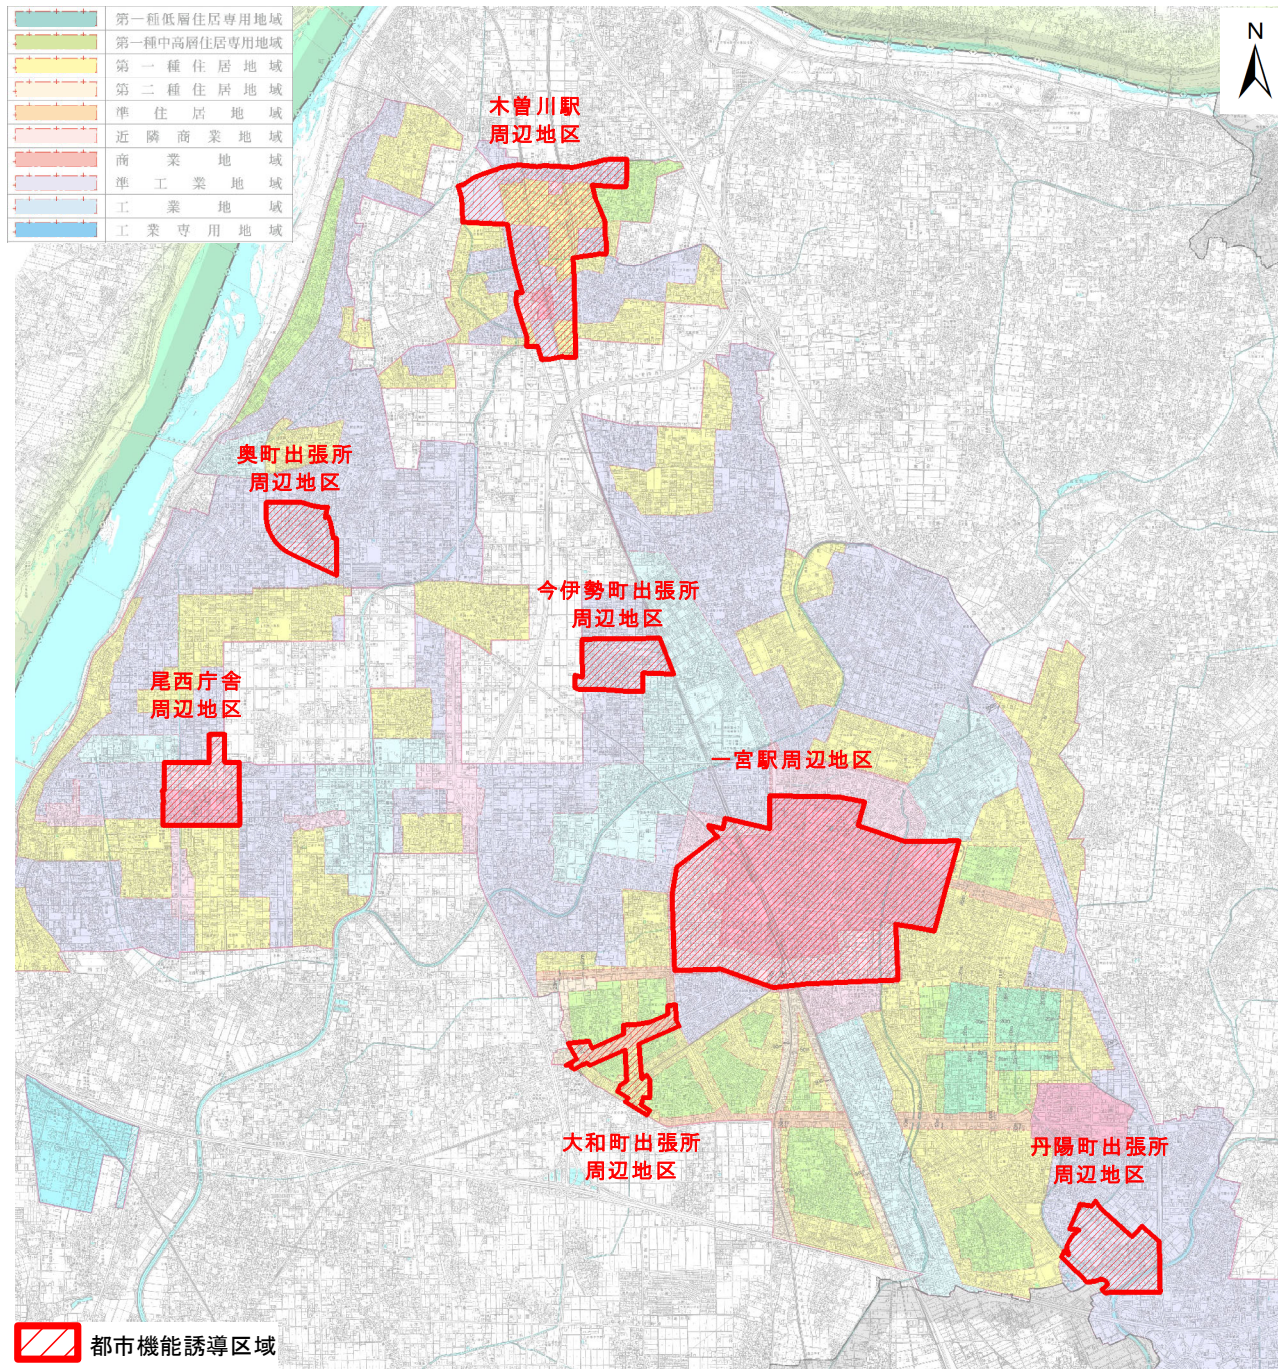 第一種低層住居専用地域
第一種中高層住居専用地域
第一種住居地域
第二種住居地域
準住居地域
近隣商業地域
商業地域
準工業地域
工業地域
工業専用地域
N
木曽川駅
周辺地区
奥町出張所
周辺地区
今伊勢町出張所
周辺地区
尾西庁舎
周辺地区
一宮駅周辺地区
大和町出張所
周辺地区
丹陽町出張所
周辺地区
都市機能誘導区域